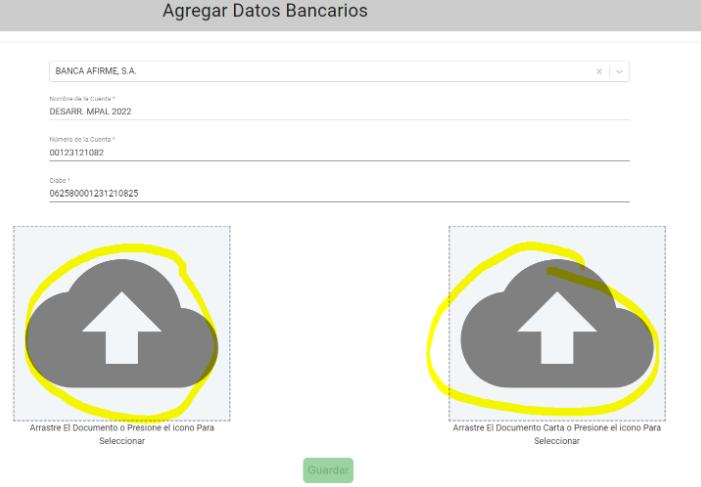 Agregar Datos Bancarios
BANCA AFIRME, S.A.
Nombre de la Cuenta *
DESARR. MPAL 2022
Número de la Cuenta *
00123121082
Clabe *
062580001231210825
Arrastre El Documento o Presione el icono Para
Seleccionar
Arrastre El Documento Carta o Presione el icono Para
Seleccionar
Guardar